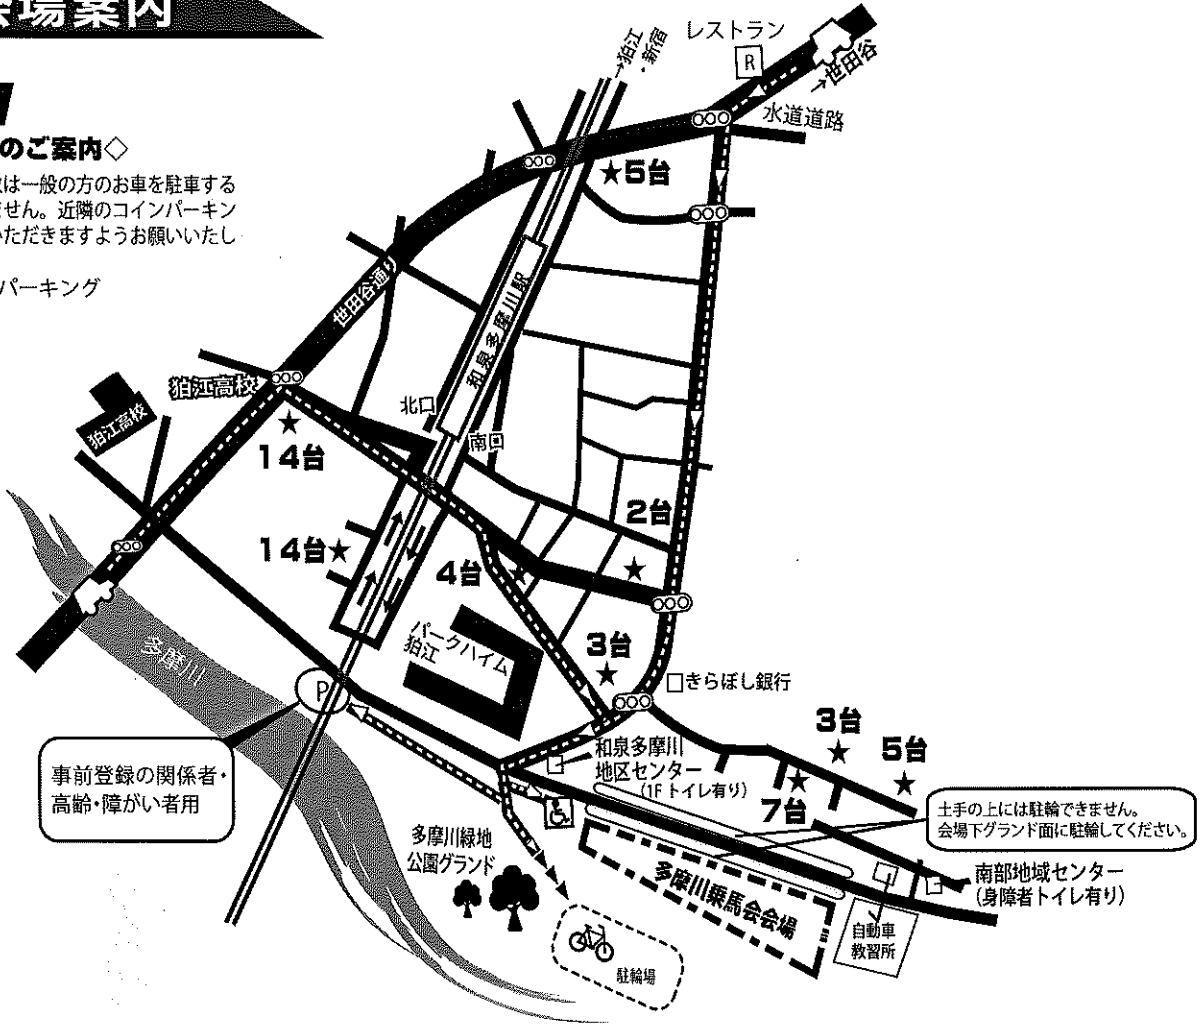 会場案内
のご案内◇
は一般の方のお車を駐車する
ません。近隣のコインパーキン
いただきますようお願いいたし
パーキング
→狛江
・新宿
レストラン
R
→世田谷
水道道路
★5台
世田谷通り
和泉多摩川駅
狛江高校
狛江高校
北口
南口
★
14台
14台★
2台
★
4台
★
パークハイム
狛江
3台
★
□きらぼし銀行
多摩川
P
事前登録の関係者・
高齢・障がい者用
和泉多摩川
地区センター
(1F トイレ有り)
3台
★
5台
★
★
7台
土手の上には駐輪できません。
会場下グランド面に駐輪してください。
多摩川緑地
公園グランド
多摩川乗馬会会場
南部地域センター
(身障者トイレ有り)
自動車
教習所
駐輪場